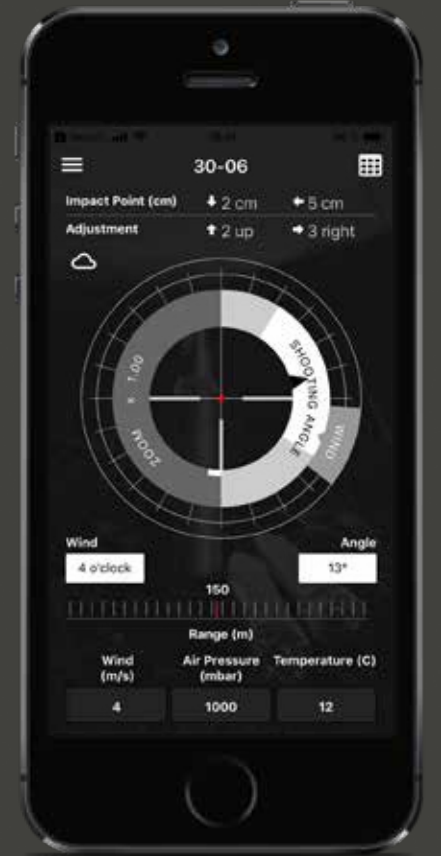 30-06
Impact Point (cm) 2 cm 5 cm
Adjustment 2 up 3 right
SHOOTING ANGLE
ZOOM x 1.00
WIND
Wind Angle
4 o'clock 13°
150
Range (m)
Wind (m/s) Air Pressure (mbar) Temperature (C)
4 1000 12